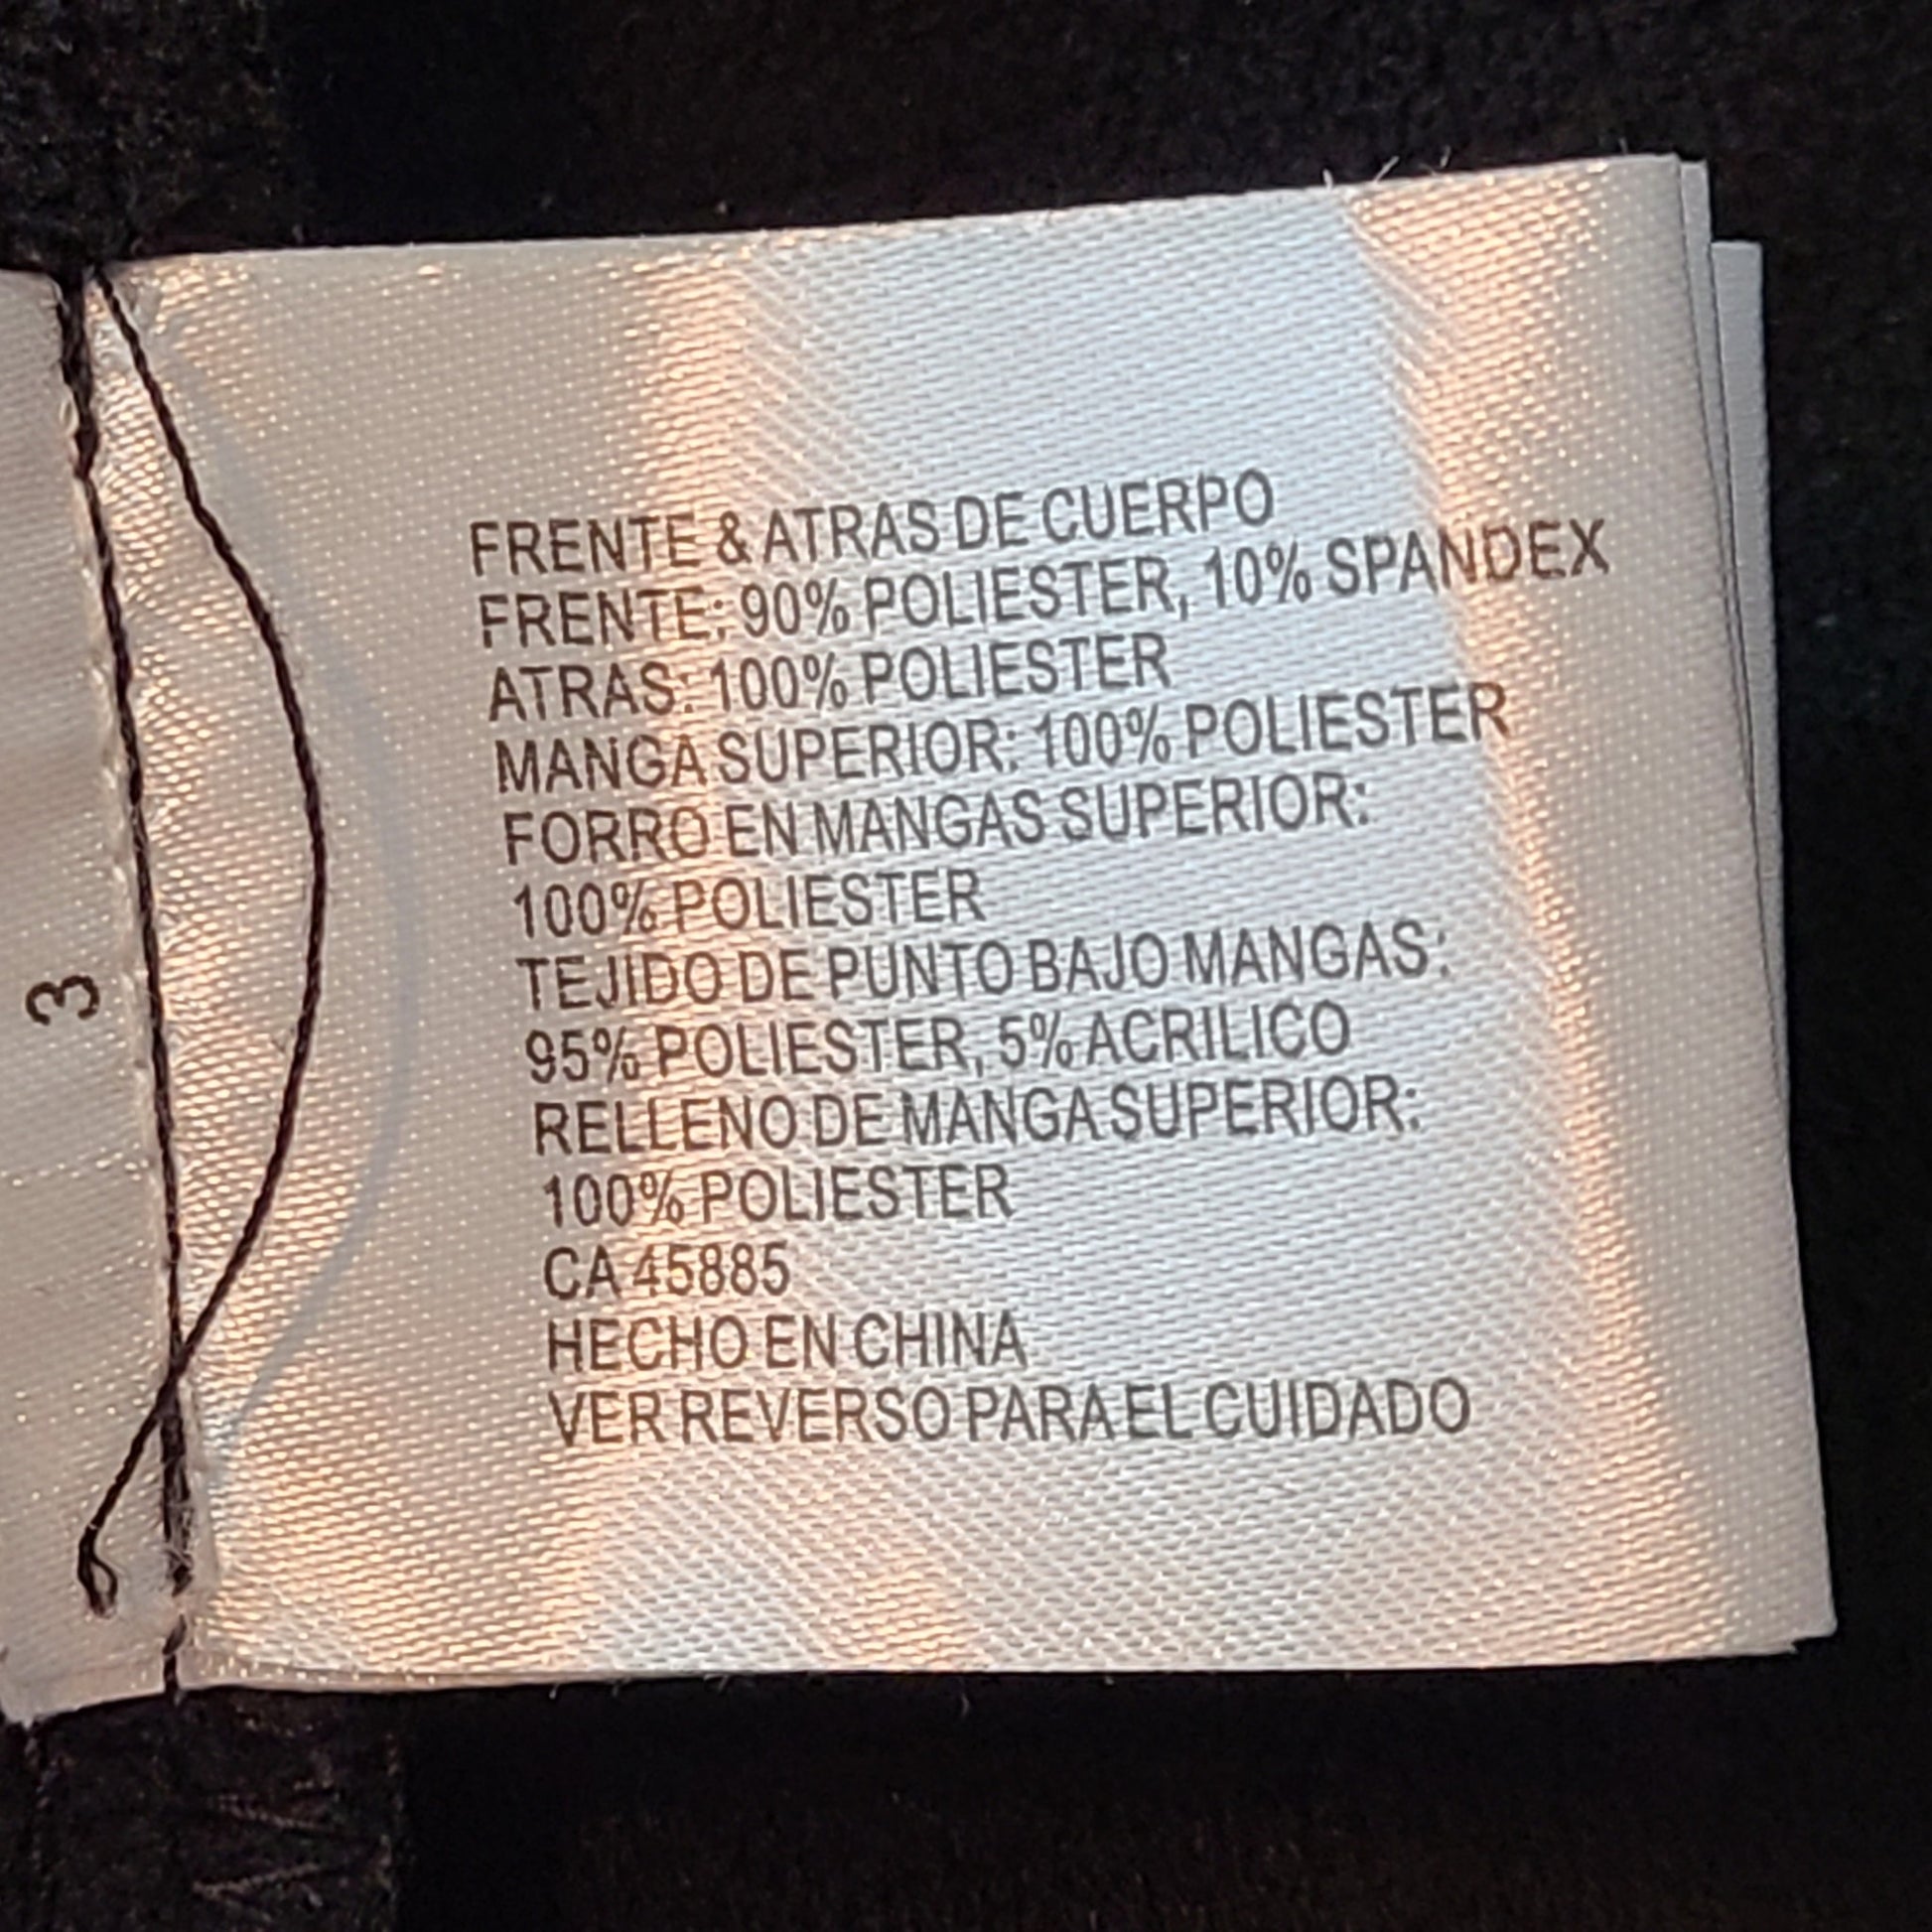 FRENTE & ATRAS DE CUERPO
FRENTE: 90% POLIESTER, 10% SPANDEX
ATRAS: 100% POLIESTER
MANGA SUPERIOR: 100% POLIESTER
FORRO EN MANGAS SUPERIOR:
100% POLIESTER
TEJIDO DE PUNTO BAJO MANGAS:
95% POLIESTER, 5% ACRILICO
RELLENO DE MANGA SUPERIOR:
100% POLIESTER
CA 45885
HECHO EN CHINA
VER REVERSO PARA EL CUIDADO
3